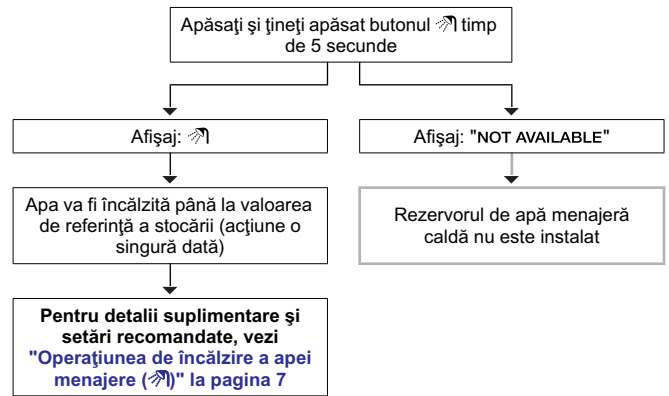 Apăsaţi şi ţineţi apăsat butonul timp
de 5 secunde
Afişaj:
Afişaj: "NOT AVAILABLE"
Apa va fi încălzită până la valoarea
de referinţă a stocării (acţiune o
singură dată)
Rezervorul de apă menajeră
caldă nu este instalat
Pentru detalii suplimentare şi
setări recomandate, vezi
"Operaţiunea de încălzire a apei
menajere ()" la pagina 7